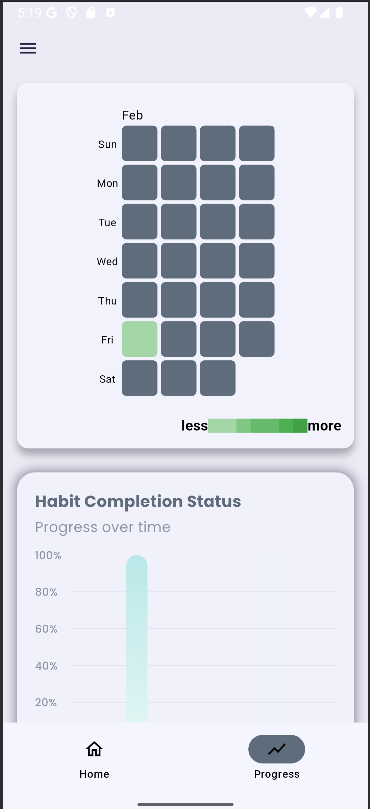 5:19
Feb
Sun
Mon
Tue
Wed
Thu
Fri
Sat
less more
Habit Completion Status
Progress over time
100%
80%
60%
40%
20%
Home Progress